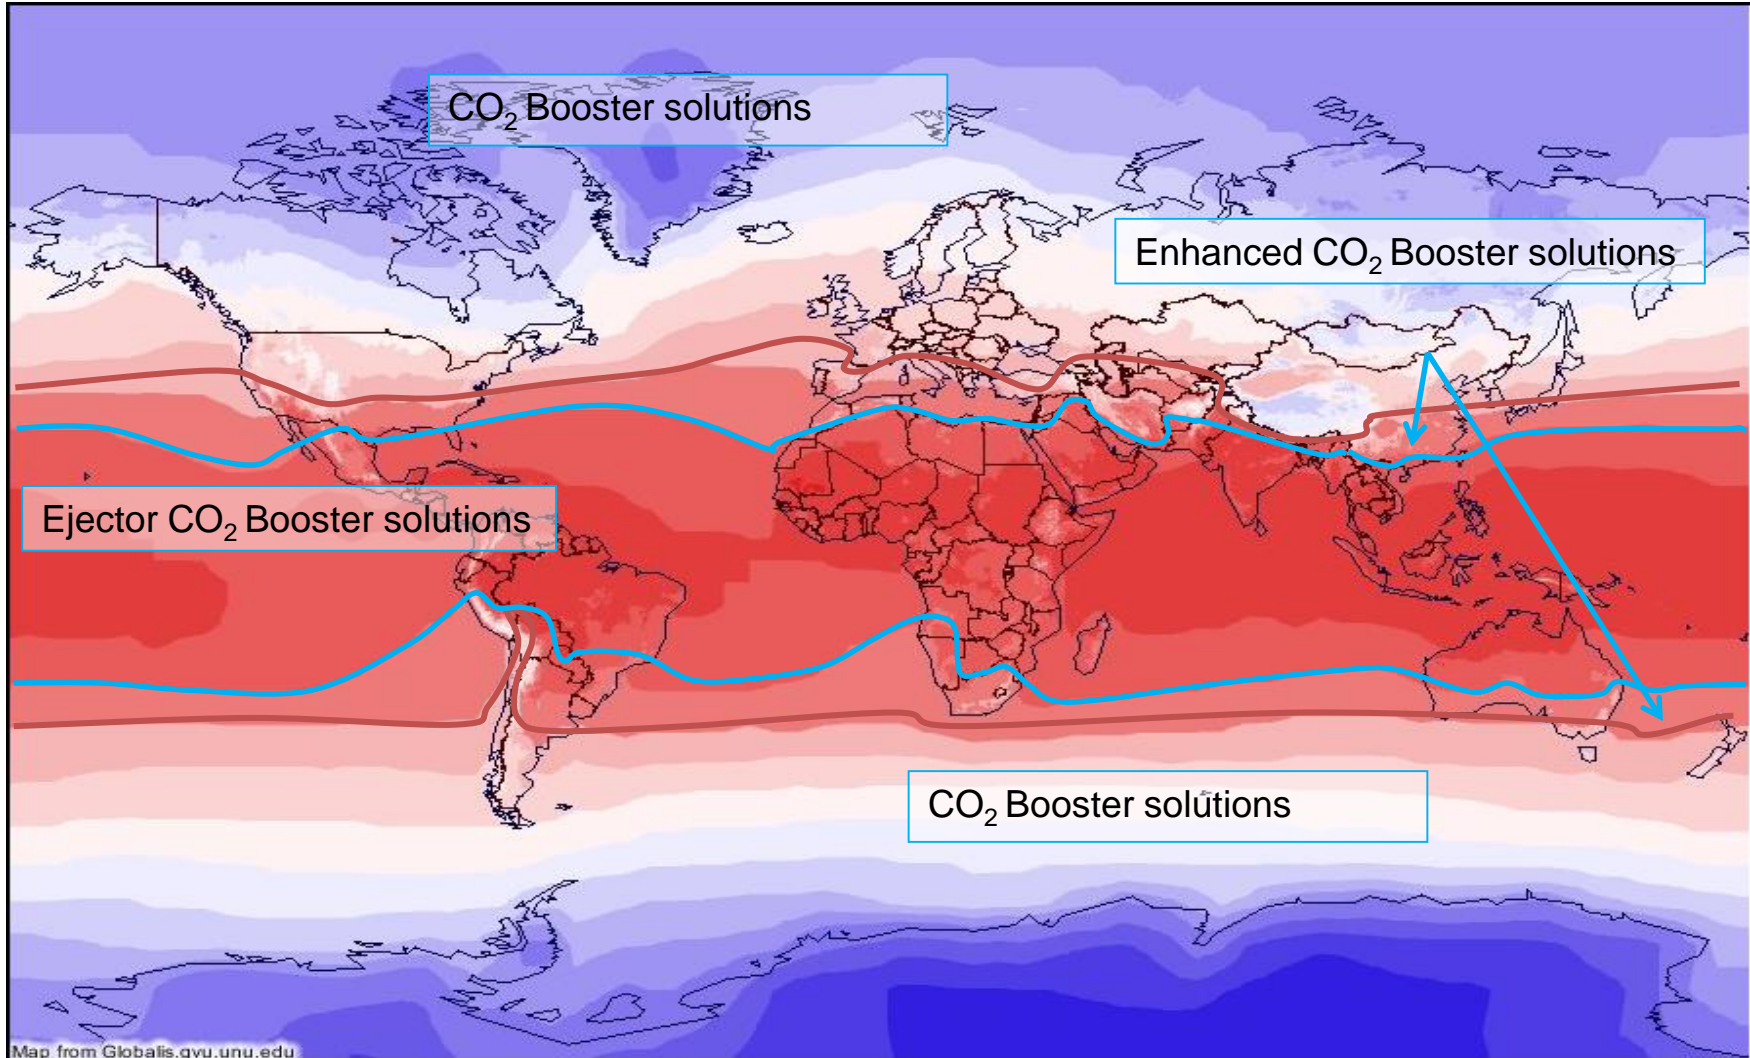 CO₂ Booster solutions
Enhanced CO₂ Booster solutions
Ejector CO₂ Booster solutions
CO₂ Booster solutions
Map from Globalis.gvu.unu.edu